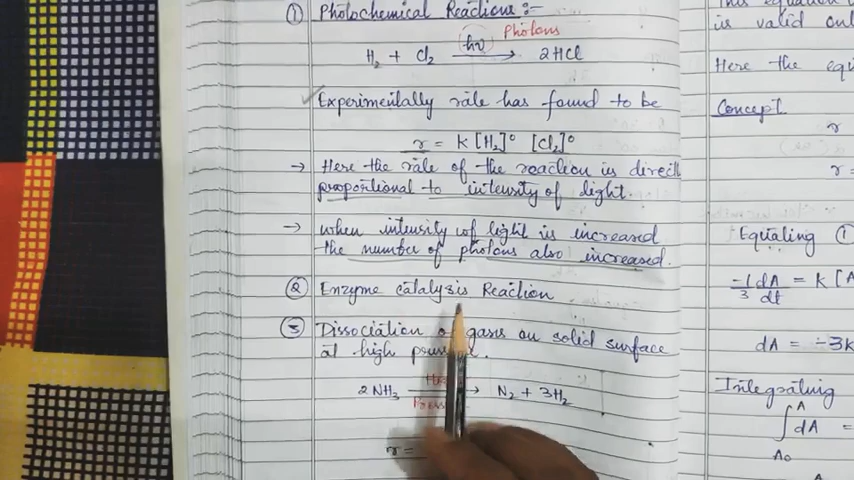 ① Photochemical Reactions :-
H₂ + Cl₂ hν Photons → 2HCl
Experimentally rate has found to be
r = K [H₂]⁰ [Cl₂]⁰
→ Here the rate of the reaction is directl
proportional to intensity of light.
→ when intensity of light is increased
the number of photons also increased.
② Enzyme catalysis Reaction
③ Dissociation gases on solid surface
at high
2NH₃ → N₂ + 3H₂
r =
is valid onl
Here the equ
Concept
r
r =
Equating ①
-1/3 dA/dt = K [A
dA = -3K
Integrating
∫ dA =
A
A₀